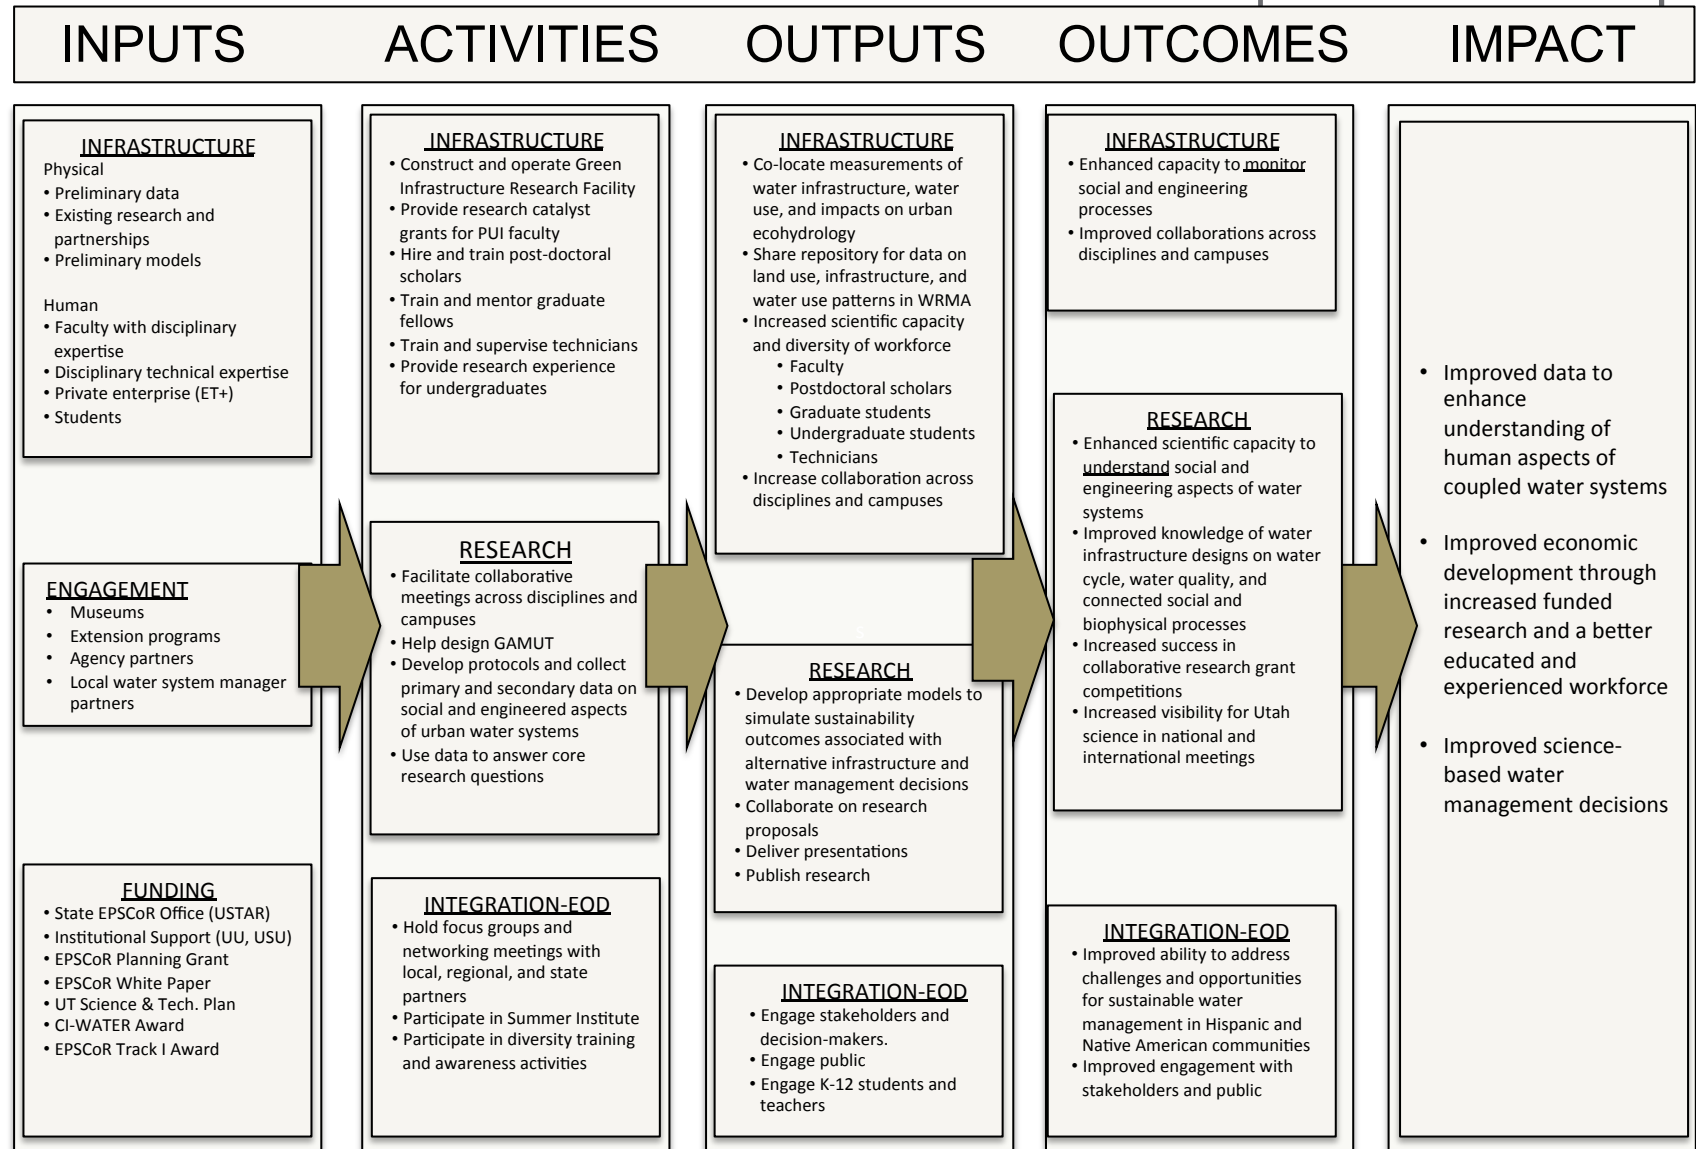 INPUTS
ACTIVITIES
OUTPUTS
OUTCOMES
IMPACT
INFRASTRUCTURE
Physical
• Preliminary data
• Existing research and
partnerships
• Preliminary models
Human
• Faculty with disciplinary
expertise
• Disciplinary technical expertise
• Private enterprise (ET+)
• Students
ENGAGEMENT
• Museums
• Extension programs
• Agency partners
• Local water system manager
partners
FUNDING
• State EPSCoR Office (USTAR)
• Institutional Support (UU, USU)
• EPSCoR Planning Grant
• EPSCoR White Paper
• UT Science & Tech. Plan
• CI-WATER Award
• EPSCoR Track I Award
INFRASTRUCTURE
• Construct and operate Green
Infrastructure Research Facility
• Provide research catalyst
grants for PUI faculty
• Hire and train post-doctoral
scholars
• Train and mentor graduate
fellows
• Train and supervise technicians
• Provide research experience
for undergraduates
RESEARCH
• Facilitate collaborative
meetings across disciplines and
campuses
• Help design GAMUT
• Develop protocols and collect
primary and secondary data on
social and engineered aspects
of urban water systems
• Use data to answer core
research questions
INTEGRATION-EOD
• Hold focus groups and
networking meetings with
local, regional, and state
partners
• Participate in Summer Institute
• Participate in diversity training
and awareness activities
INFRASTRUCTURE
• Co-locate measurements of
water infrastructure, water
use, and impacts on urban
ecohydrology
• Share repository for data on
land use, infrastructure, and
water use patterns in WRMA
• Increased scientific capacity
and diversity of workforce
• Faculty
• Postdoctoral scholars
• Graduate students
• Undergraduate students
• Technicians
• Increase collaboration across
disciplines and campuses
s
RESEARCH
• Develop appropriate models to
simulate sustainability
outcomes associated with
alternative infrastructure and
water management decisions
• Collaborate on research
proposals
• Deliver presentations
• Publish research
INTEGRATION-EOD
• Engage stakeholders and
decision-makers.
• Engage public
• Engage K-12 students and
teachers
INFRASTRUCTURE
• Enhanced capacity to monitor
social and engineering
processes
• Improved collaborations across
disciplines and campuses
RESEARCH
• Enhanced scientific capacity to
understand social and
engineering aspects of water
systems
• Improved knowledge of water
infrastructure designs on water
cycle, water quality, and
connected social and
biophysical processes
• Increased success in
collaborative research grant
competitions
• Increased visibility for Utah
science in national and
international meetings
INTEGRATION-EOD
• Improved ability to address
challenges and opportunities
for sustainable water
management in Hispanic and
Native American communities
• Improved engagement with
stakeholders and public
• Improved data to
enhance
understanding of
human aspects of
coupled water systems
• Improved economic
development through
increased funded
research and a better
educated and
experienced workforce
• Improved science-
based water
management decisions